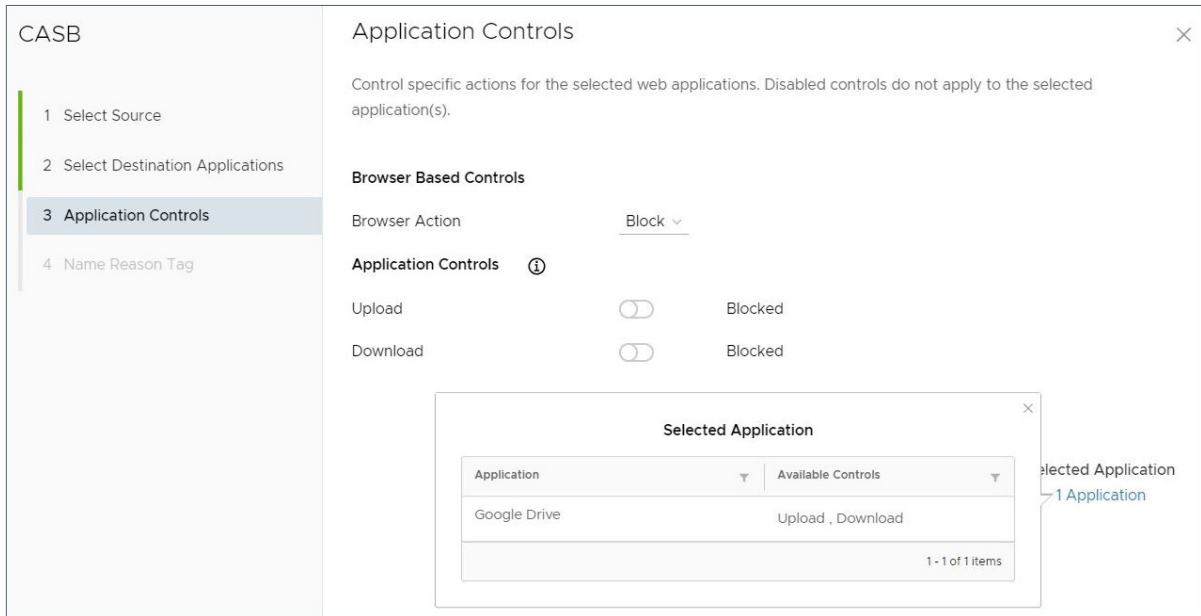 CASB
1 Select Source
2 Select Destination Applications
3 Application Controls
4 Name Reason Tag
Application Controls
Control specific actions for the selected web applications. Disabled controls do not apply to the selected
application(s).
Browser Based Controls
Browser Action Block
Application Controls
Upload Blocked
Download Blocked
Selected Application
Application Available Controls
Google Drive Upload , Download
1 - 1 of 1 items
elected Application
1 Application